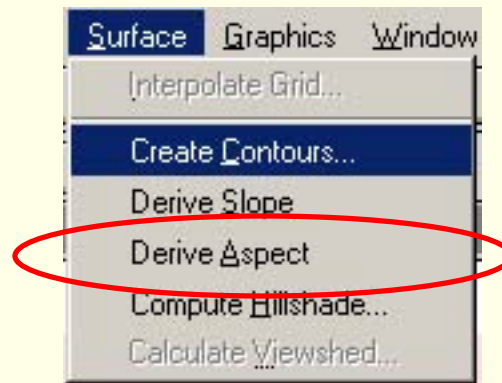 Surface Graphics Window
Interpolate Grid...
Create Contours...
Derive Slope
Derive Aspect
Compute Hillshade...
Calculate Viewshed...